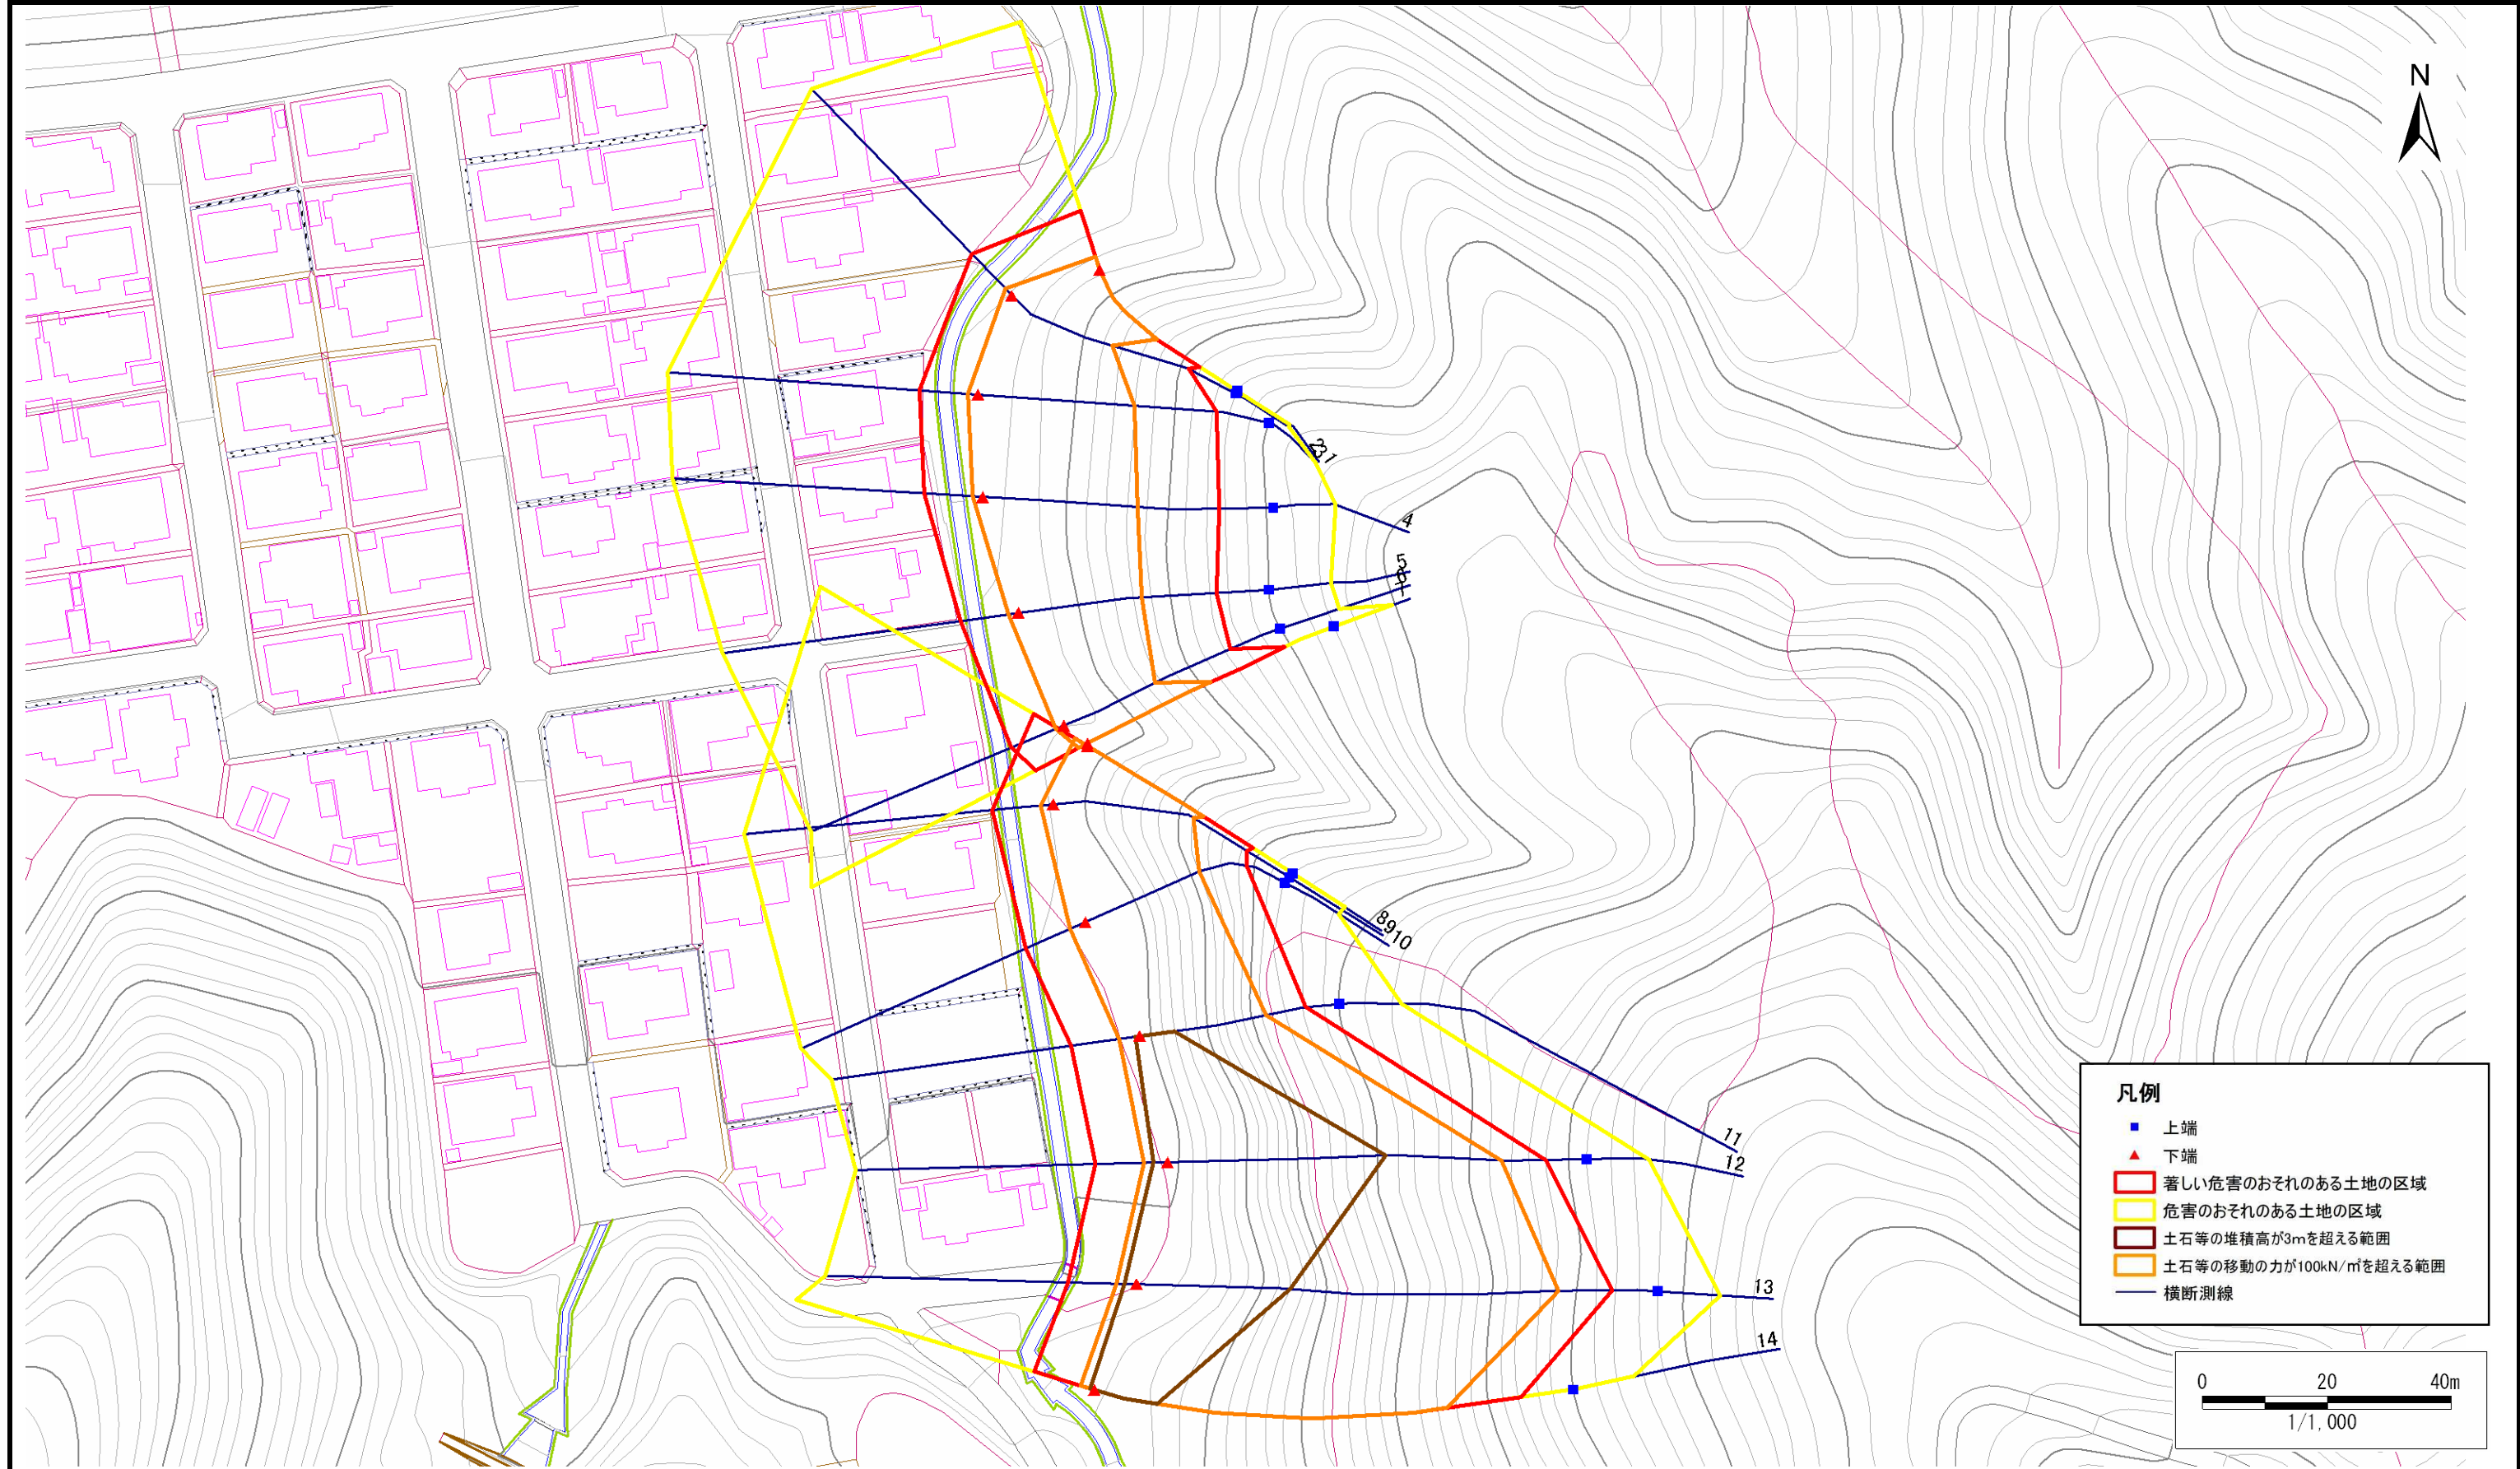 N
1
4
5
8
9
10
11
12
13
14
凡例
上端
下端
著しい危害のおそれのある土地の区域
危害のおそれのある土地の区域
土石等の堆積高が3mを超える範囲
土石等の移動の力が100kN/㎡を超える範囲
横断測線
0 20 40m
1/1,000